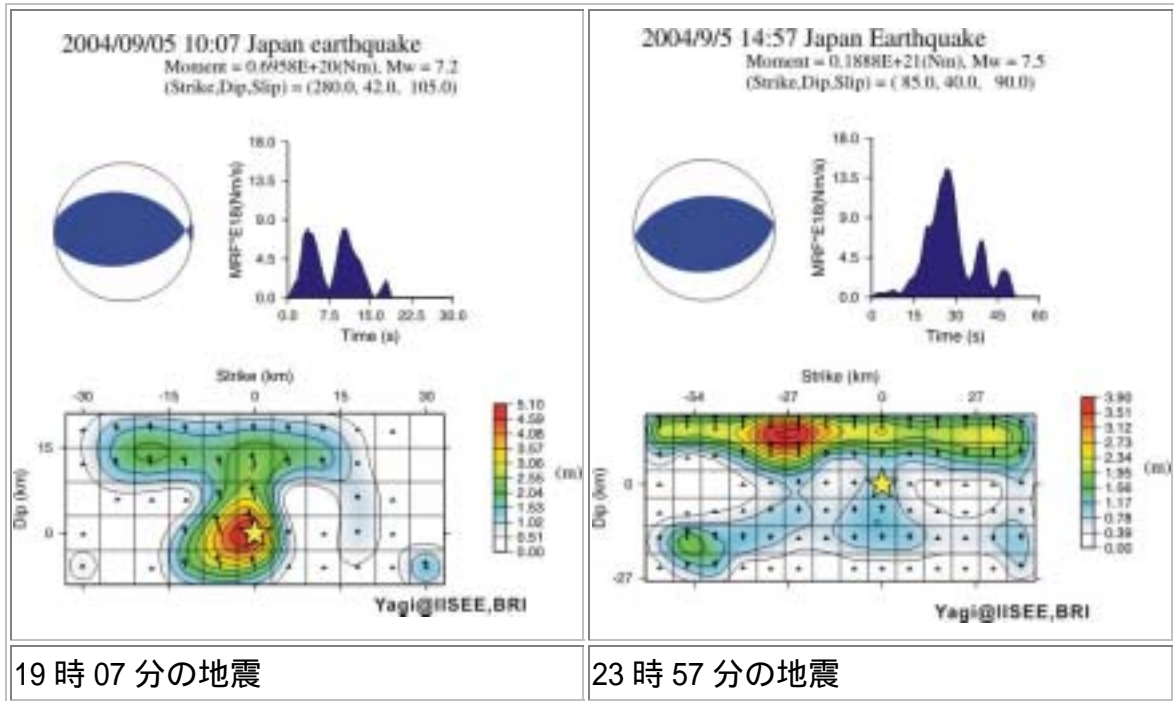 2004/09/05 10:07 Japan earthquake
Moment = 0.6958E+20(Nm), Mw = 7.2
(Strike,Dip,Slip) = (280.0, 42.0, 105.0)
MRF*E18(Nm/s)
18.0
13.5
9.0
4.5
0.0
0.0 7.5 15.0 22.5 30.0
Time (s)
Strike (km)
-30 -15 0 15 30
Dip (km)
15
0
5.10
4.59
4.08
3.57
3.06
2.55
2.04
1.53
1.02
0.51
0.00
(m)
Yagi@IISEE,BRI
19 時 07 分の地震
2004/9/5 14:57 Japan Earthquake
Moment = 0.1888E+21(Nm), Mw = 7.5
(Strike,Dip,Slip) = ( 85.0, 40.0, 90.0)
MRF*E18(Nm/s)
18.0
13.5
9.0
4.5
0.0
0 15 30 45 60
Time (s)
Strike (km)
-54 -27 0 27
Dip (km)
0
-27
3.90
3.51
3.12
2.73
2.34
1.95
1.56
1.17
0.78
0.39
0.00
(m)
Yagi@IISEE,BRI
23 時 57 分の地震